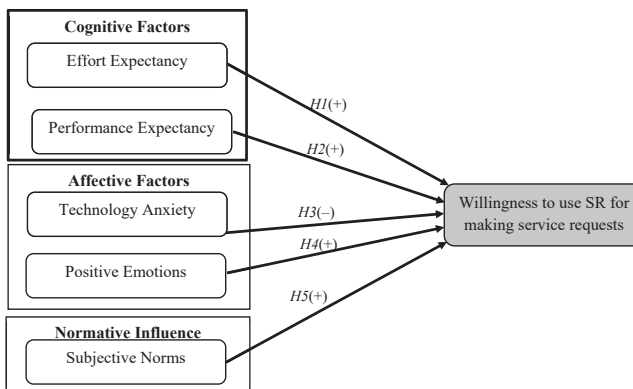 Cognitive Factors
Effort Expectancy
Performance Expectancy
Affective Factors
Technology Anxiety
Positive Emotions
Normative Influence
Subjective Norms
H1(+)
H2(+)
H3(–)
H4(+)
H5(+)
Willingness to use SR for
making service requests